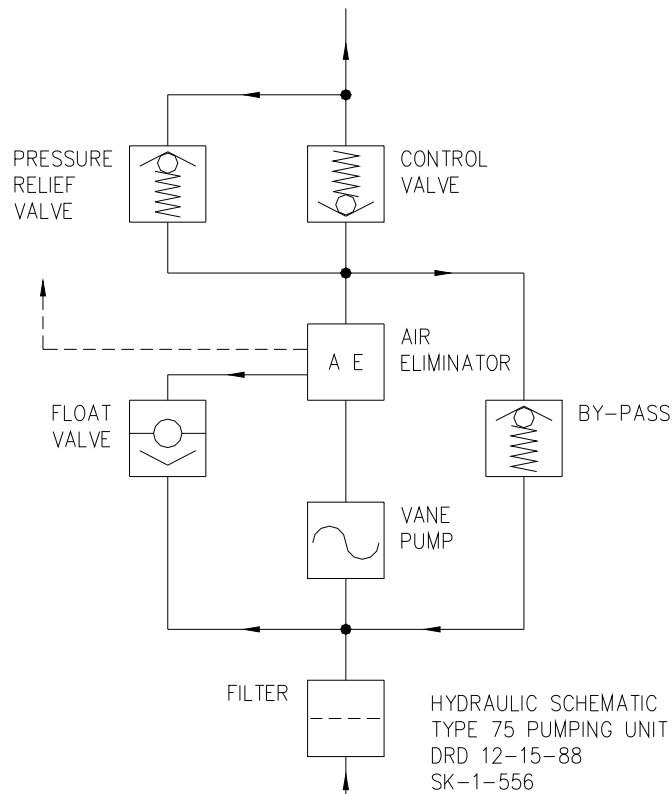 PRESSURE
RELIEF
VALVE
CONTROL
VALVE
A E
AIR
ELIMINATOR
FLOAT
VALVE
BY-PASS
VANE
PUMP
FILTER
HYDRAULIC SCHEMATIC
TYPE 75 PUMPING UNIT
DRD 12-15-88
SK-1-556